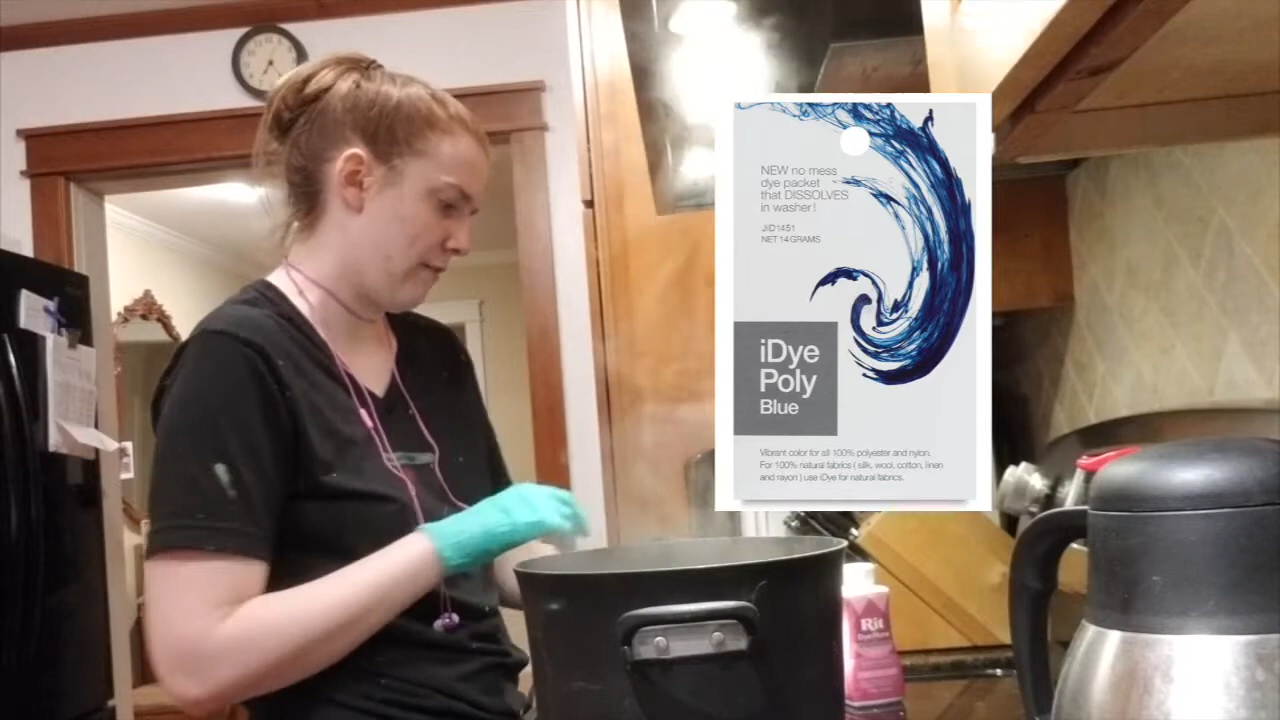 NEW no mess
dye packet
that DISSOLVES
in washer!
JID1451
NET 14 GRAMS
iDye
Poly
Blue
Vibrant color for all 100% polyester and nylon.
For 100% natural fabrics ( silk, wool, cotton, linen
and rayon ) use iDye for natural fabrics.
Rit
DyeMore